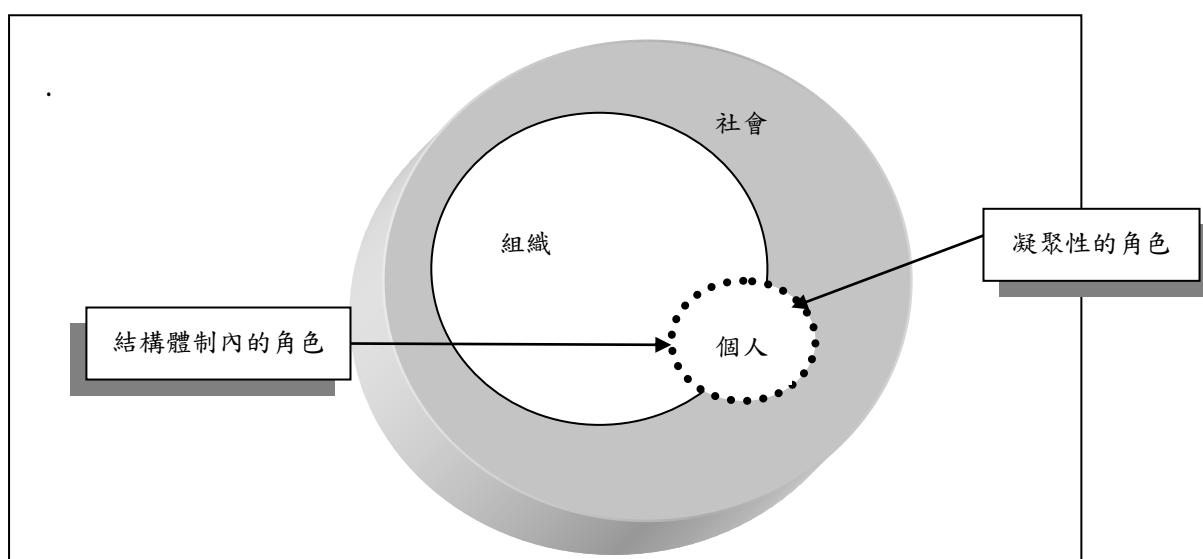 社會
組織
凝聚性的角色
結構體制內的角色
個人